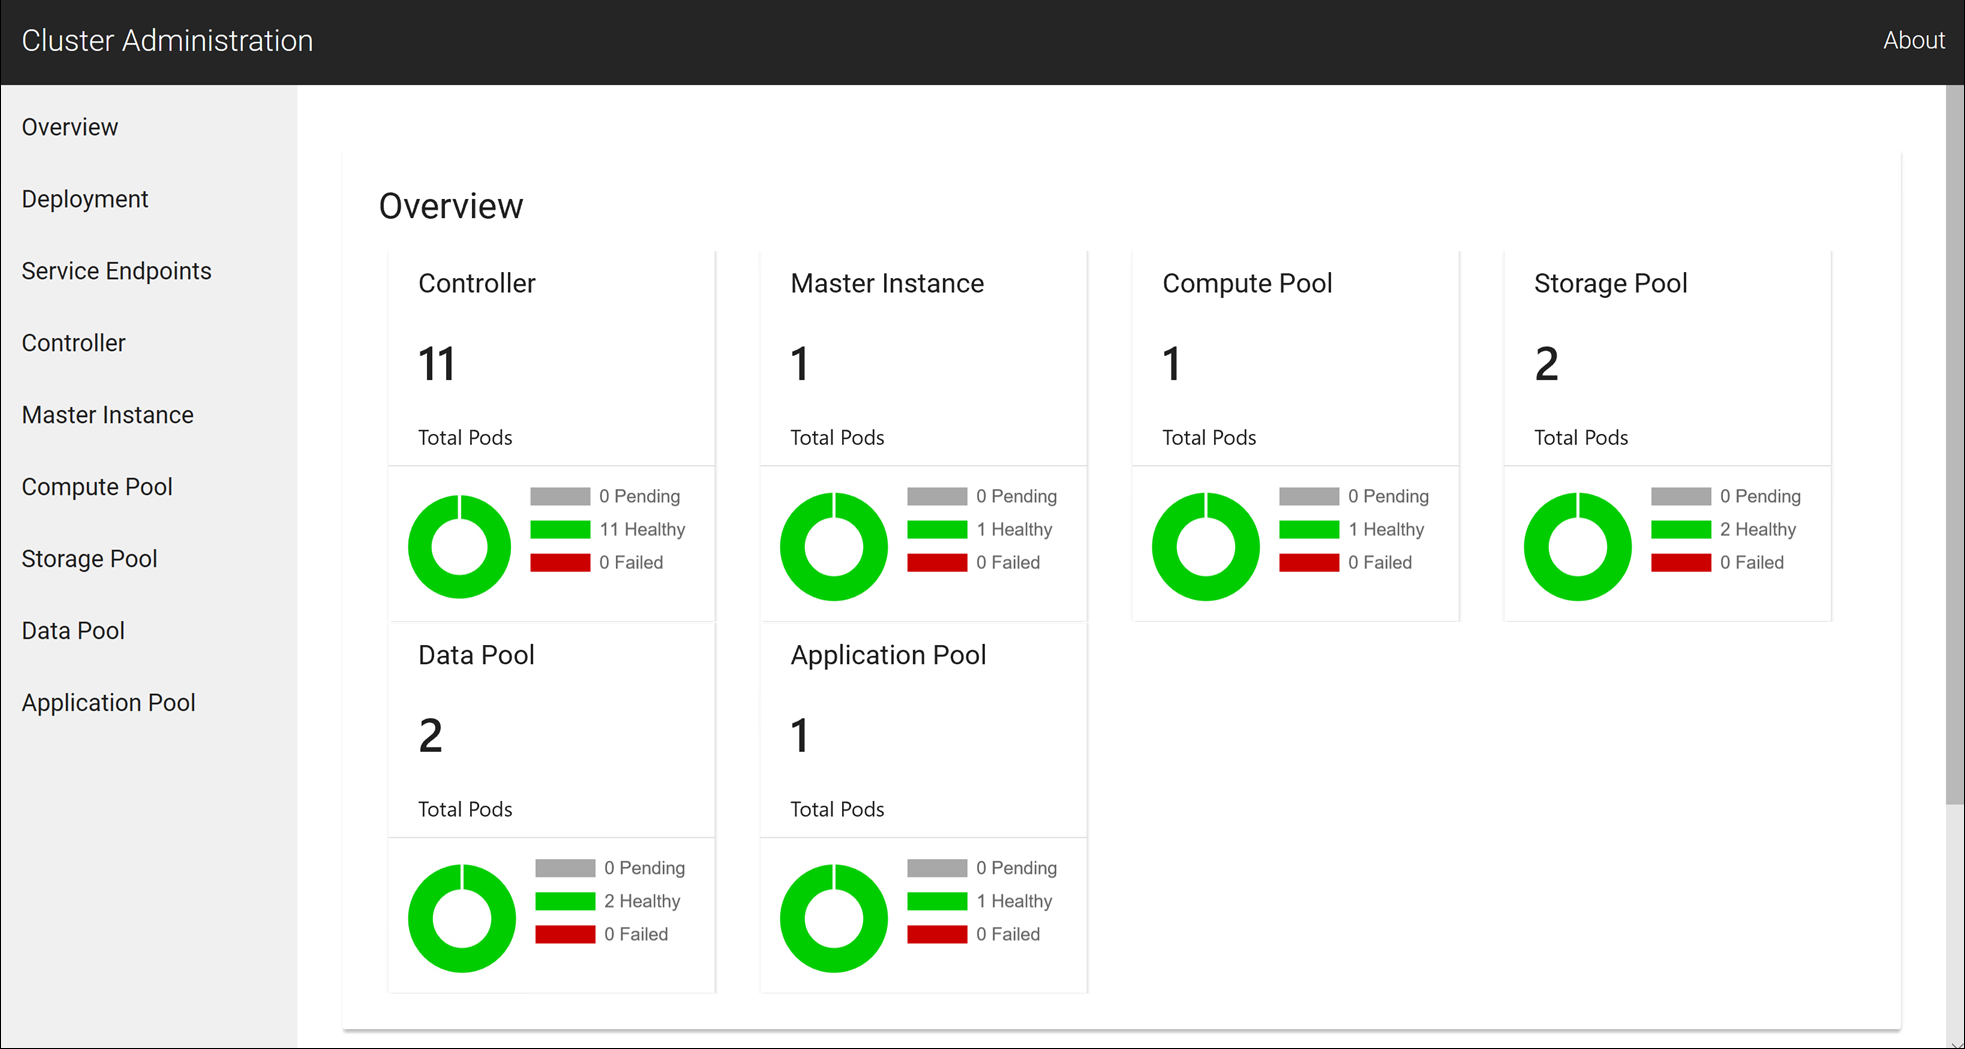 Cluster Administration
About
Overview
Deployment
Service Endpoints
Controller
Master Instance
Compute Pool
Storage Pool
Data Pool
Application Pool
Overview
Controller
11
Total Pods
0 Pending
11 Healthy
0 Failed
Master Instance
1
Total Pods
0 Pending
1 Healthy
0 Failed
Compute Pool
1
Total Pods
0 Pending
1 Healthy
0 Failed
Storage Pool
2
Total Pods
0 Pending
2 Healthy
0 Failed
Data Pool
2
Total Pods
0 Pending
2 Healthy
0 Failed
Application Pool
1
Total Pods
0 Pending
1 Healthy
0 Failed